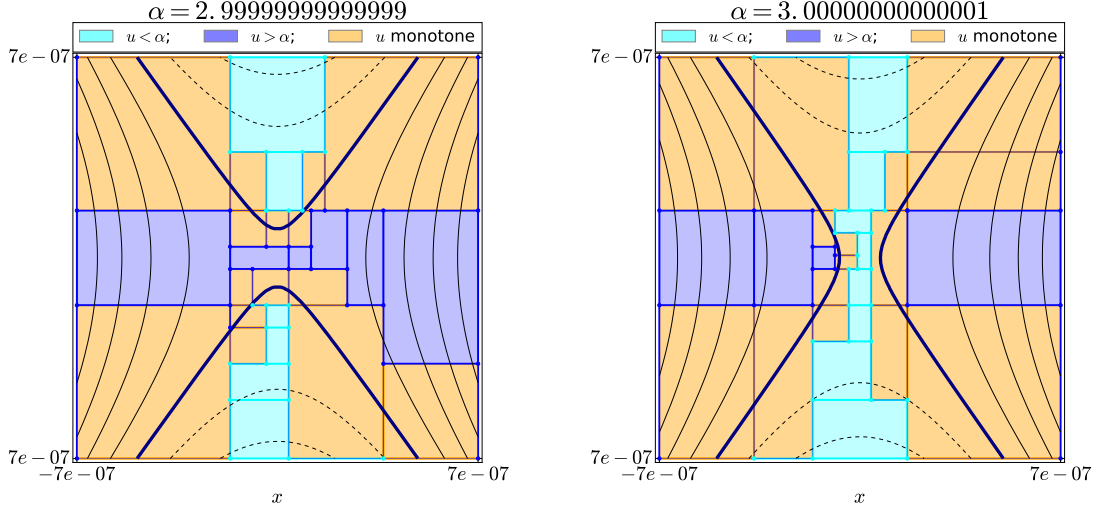 α = 2.99999999999999
u < α; u > α; u monotone
7e − 07
7e − 07
−7e − 07 7e − 07
x
α = 3.00000000000001
u < α; u > α; u monotone
7e − 07
7e − 07
−7e − 07 7e − 07
x